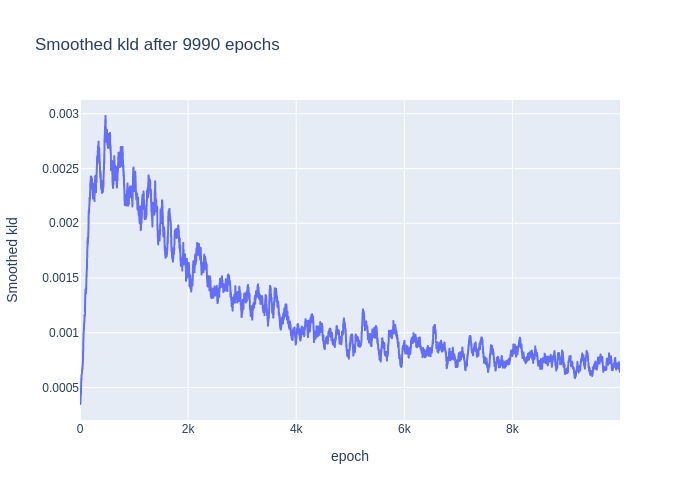 Smoothed kld after 9990 epochs
Smoothed kld
0.003
0.0025
0.002
0.0015
0.001
0.0005
0
2k
4k
6k
8k
epoch